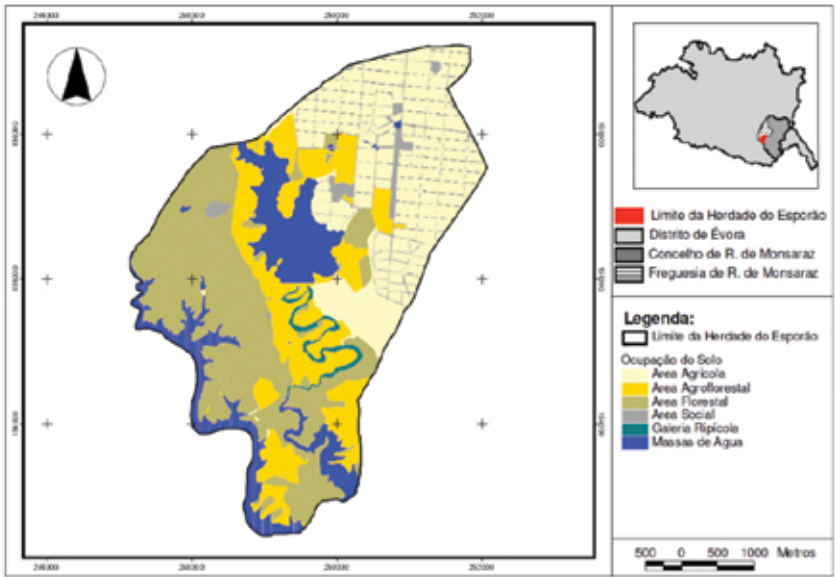 Limite da Herdade do Esporão
Distrito de Évora
Concelho de R. de Monsaraz
Freguesia de R. de Monsaraz
Legenda:
Limite da Herdade do Esporão
Ocupação do Solo
Área Agrícola
Área Agroflorestal
Área Florestal
Área Social
Galeria Ripícola
Massas de Água
500 0 500 1000 Metros